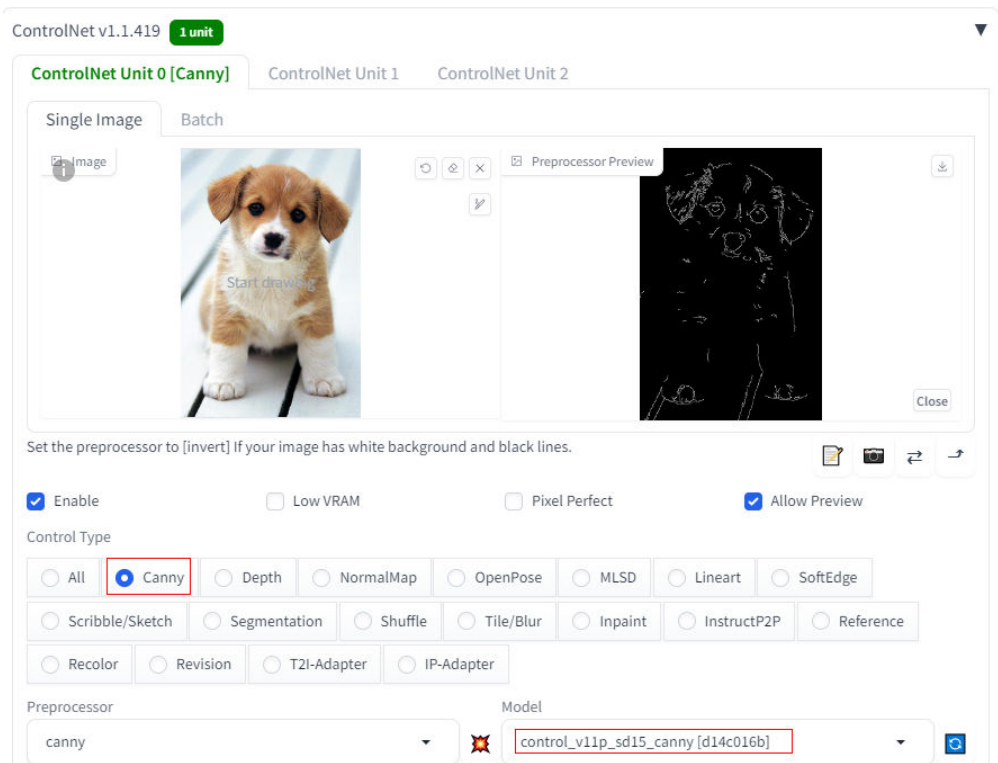 ControlNet v1.1.419 1 unit
ControlNet Unit 0 [Canny] ControlNet Unit 1 ControlNet Unit 2
Single Image Batch
Image
Preprocessor Preview
Start drawing
Close
Set the preprocessor to [invert] If your image has white background and black lines.
Enable Low VRAM Pixel Perfect Allow Preview
Control Type
All Canny Depth NormalMap OpenPose MLSD Lineart SoftEdge
Scribble/Sketch Segmentation Shuffle Tile/Blur Inpaint InstructP2P Reference
Recolor Revision T2I-Adapter IP-Adapter
Preprocessor Model
canny control_v11p_sd15_canny [d14c016b]